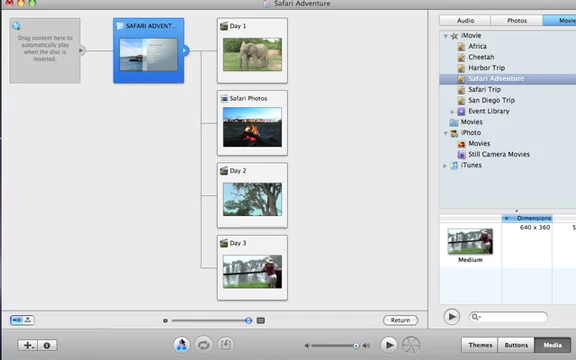 Safari Adventure
Drag content here to
automatically play
when the disc is
inserted.
SAFARI ADVENT...
Day 1
Safari Photos
Day 2
Day 3
Return
Audio
Photos
Movie
iMovie
Africa
Cheetah
Harbor Trip
Safari Adventure
Safari Trip
San Diego Trip
Event Library
Movies
iPhoto
Movies
Still Camera Movies
iTunes
Dimensions
640 x 360
Medium
Themes
Buttons
Media